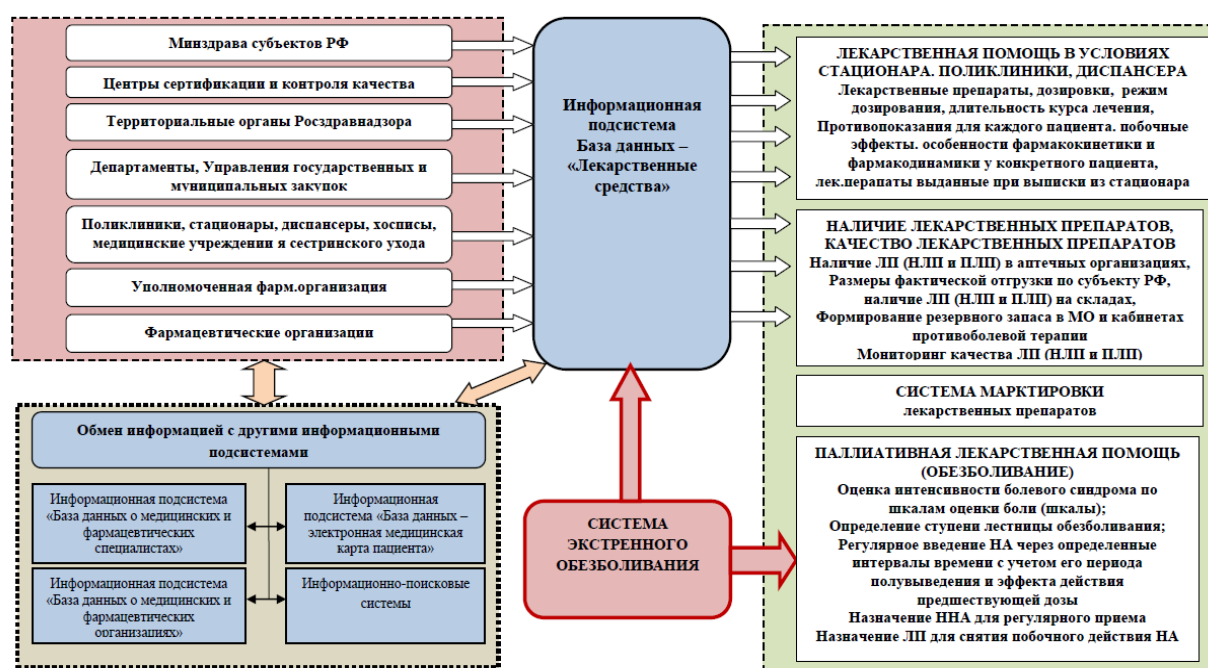 Минздрава субъектов РФ
Центры сертификации и контроля качества
Территориальные органы Росздравнадзора
Департаменты, Управления государственных и
муниципальных закупок
Поликлиники, стационары, диспансеры, хосписы,
медицинские учреждении я сестринского ухода
Уполномоченная фарм.организация
Фармацевтические организации
Информационная
подсистема
База данных –
«Лекарственные
средства»
ЛЕКАРСТВЕННАЯ ПОМОЩЬ В УСЛОВИЯХ
СТАЦИОНАРА. ПОЛИКЛИНИКИ, ДИСПАНСЕРА
Лекарственные препараты, дозировки, режим
дозирования, длительность курса лечения,
Противопоказания для каждого пациента. побочные
эффекты. особенности фармакокинетики и
фармакодинамики у конкретного пациента,
лек.перапаты выданные при выписки из стационара
НАЛИЧИЕ ЛЕКАРСТВЕННЫХ ПРЕПАРАТОВ,
КАЧЕСТВО ЛЕКАРСТВЕННЫХ ПРЕПАРАТОВ
Наличие ЛП (НЛП и ПЛП) в аптечных организациях,
Размеры фактической отгрузки по субъекту РФ,
наличие ЛП (НЛП и ПЛП) на складах,
Формирование резервного запаса в МО и кабинетах
противоболевой терапии
Мониторинг качества ЛП (НЛП и ПЛП)
СИСТЕМА МАРКТИРОВКИ
лекарственных препаратов
ПАЛЛИАТИВНАЯ ЛЕКАРСТВЕННАЯ ПОМОЩЬ
(ОБЕЗБОЛИВАНИЕ)
Оценка интенсивности болевого синдрома по
шкалам оценки боли (шкалы);
Определение ступени лестницы обезболивания;
Регулярное введение НА через определенные
интервалы времени с учетом его периода
полувыведения и эффекта действия
предшествующей дозы
Назначение ННА для регулярного приема
Назначение ЛП для снятия побочного действия НА
Обмен информацией с другими информационными
подсистемами
Информационная подсистема
«База данных о медицинских и
фармацевтических
специалистах»
Информационная
подсистема «База данных –
электронная медицинская
карта пациента»
Информационная подсистема
«База данных о медицинских и
фармацевтических
организациях»
Информационно-поисковые
системы
СИСТЕМА
ЭКСТРЕННОГО
ОБЕЗБОЛИВАНИЯ